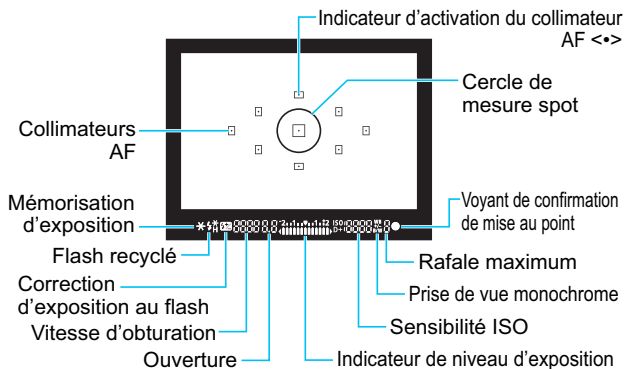 Indicateur d’activation du collimateur
AF <•>
Cercle de
mesure spot
Collimateurs
AF
Mémorisation
d’exposition
Voyant de confirmation
de mise au point
Flash recyclé
Rafale maximum
Correction
d’exposition au flash
Prise de vue monochrome
Vitesse d’obturation
Sensibilité ISO
Ouverture
Indicateur de niveau d’exposition